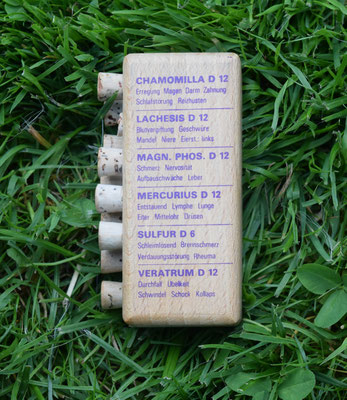 CHAMOMILLA D 12
Erregung Magen Darm Zahnung
Schlafstörung Reizhusten
LACHESIS D 12
Blutvergiftung Geschwüre
Mandel Niere Eierst. links
MAGN. PHOS. D 12
Schmerz Nervosität
Aufbauschwäche Leber
MERCURIUS D 12
Entzündend Lymphe Lunge
Eiter Mittelohr Drüsen
SULFUR D 6
Schleimlösend Brennschmerz
Verdauungsstörung Rheuma
VERATRUM D 12
Durchfall Übelkeit
Schwindel Schock Kollaps